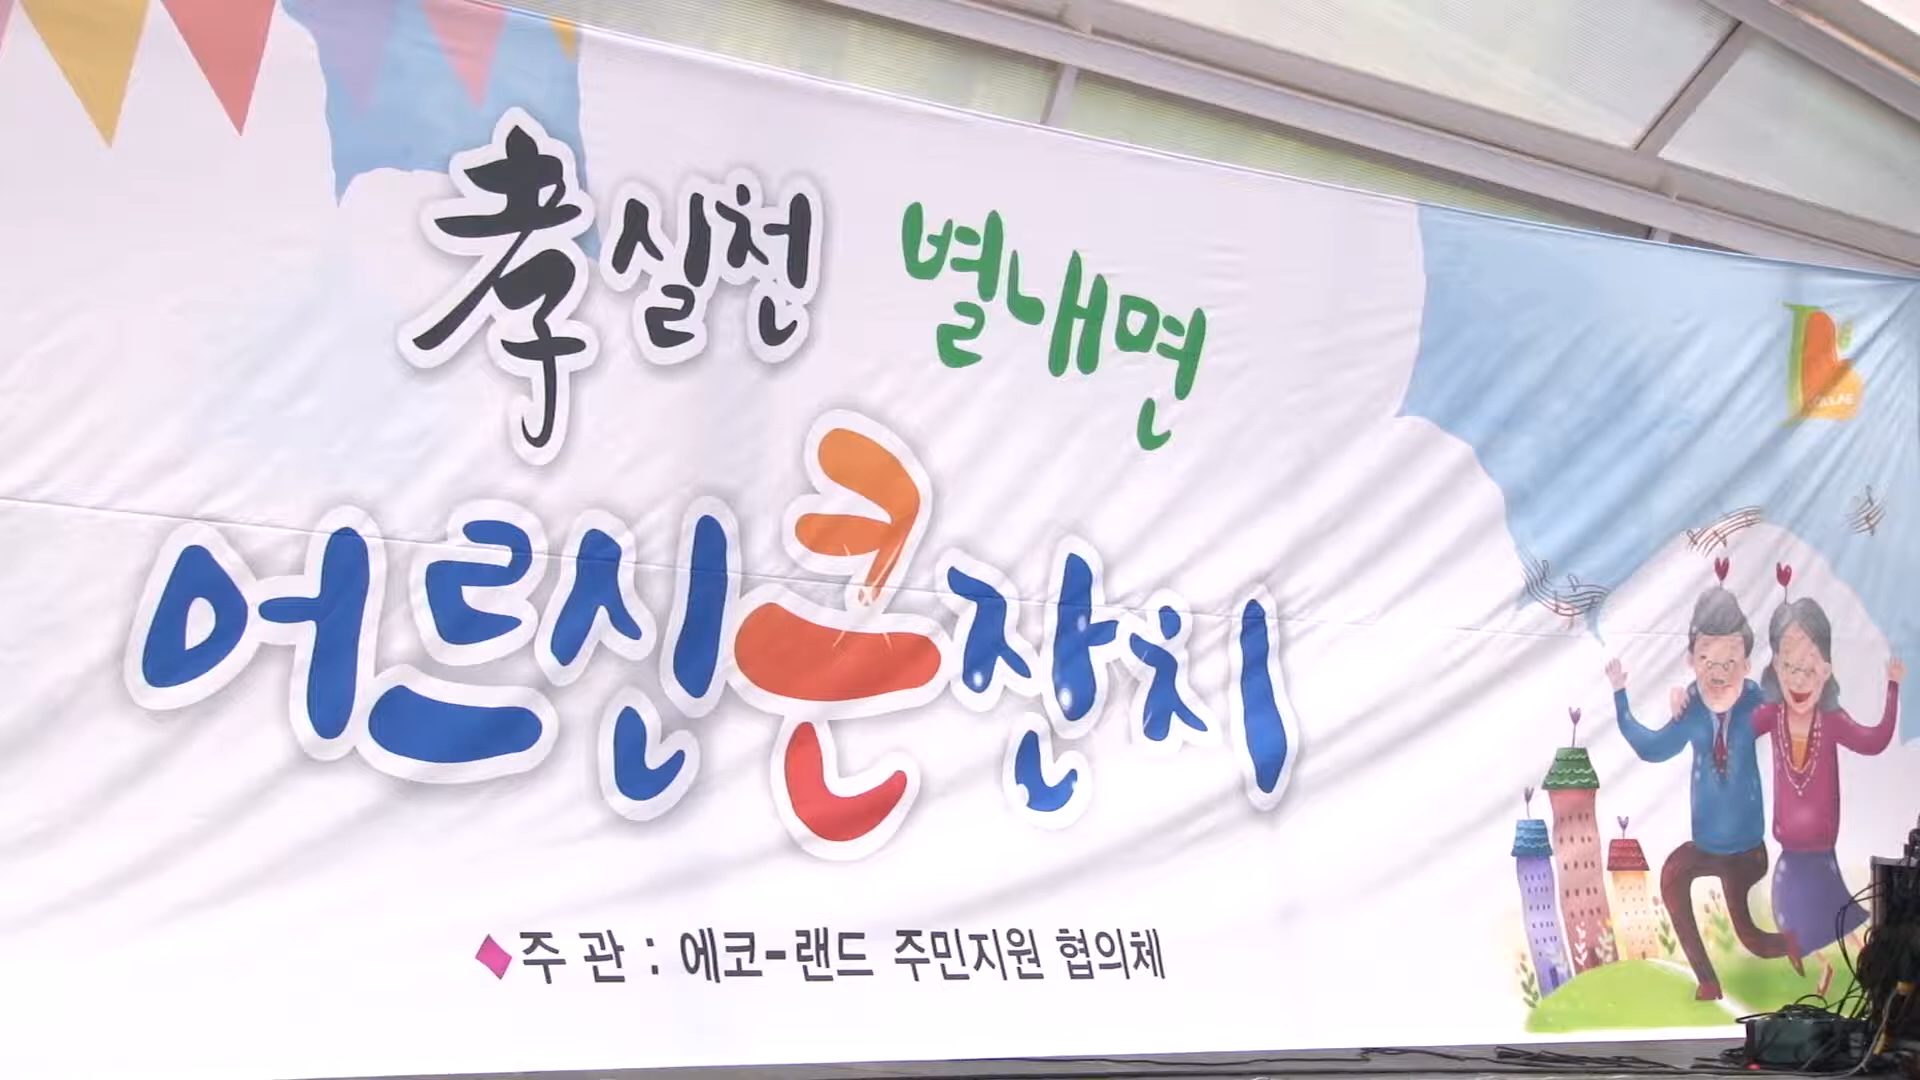 孝실천 별내면
어르신큰잔치
◆주 관 : 에코-랜드 주민지원 협의체